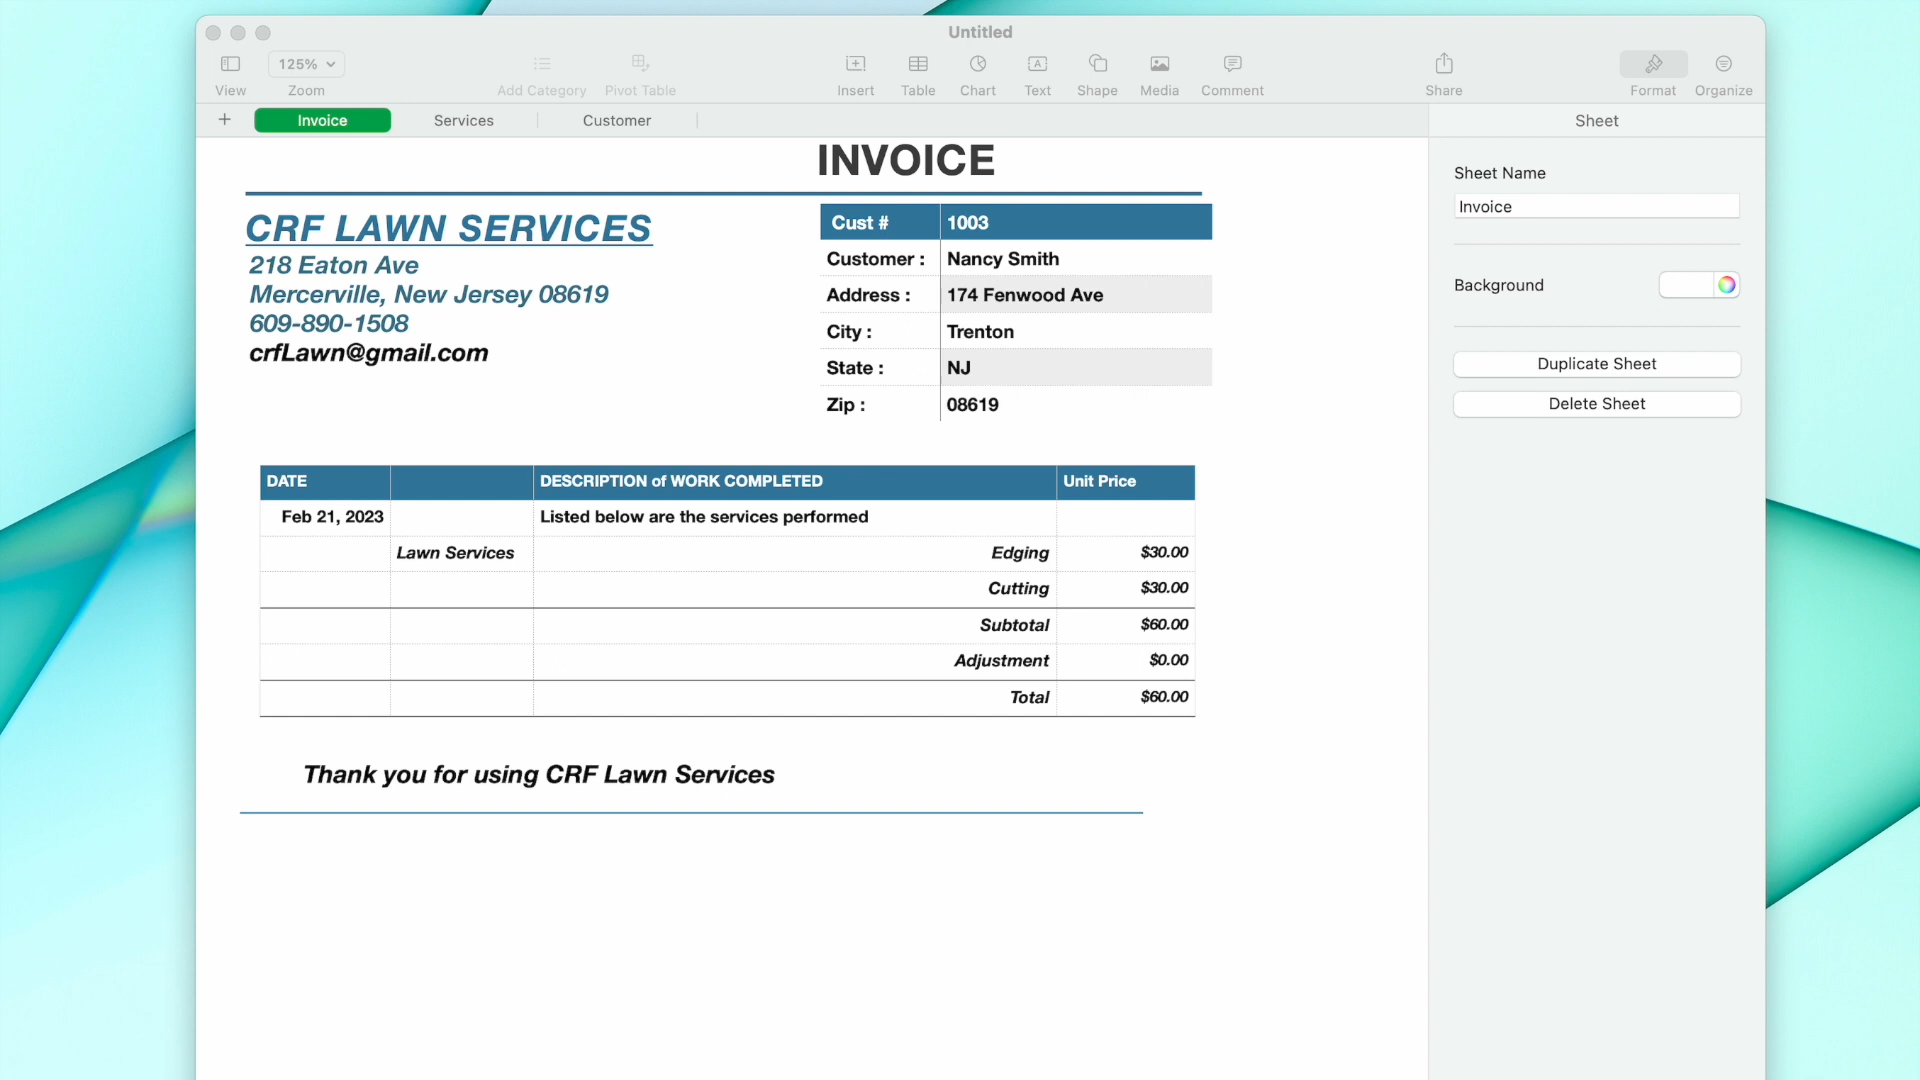 Untitled
125%
View Zoom Add Category Pivot Table Insert Table Chart Text Shape Media Comment Share Format Organize
+ Invoice Services Customer Sheet
INVOICE
CRF LAWN SERVICES
218 Eaton Ave
Mercerville, New Jersey 08619
609-890-1508
crfLawn@gmail.com
Cust # 1003
Customer : Nancy Smith
Address : 174 Fenwood Ave
City : Trenton
State : NJ
Zip : 08619
DATE DESCRIPTION of WORK COMPLETED Unit Price
Feb 21, 2023 Listed below are the services performed
Lawn Services Edging $30.00
Cutting $30.00
Subtotal $60.00
Adjustment $0.00
Total $60.00
Thank you for using CRF Lawn Services
Sheet Name
Invoice
Background
Duplicate Sheet
Delete Sheet